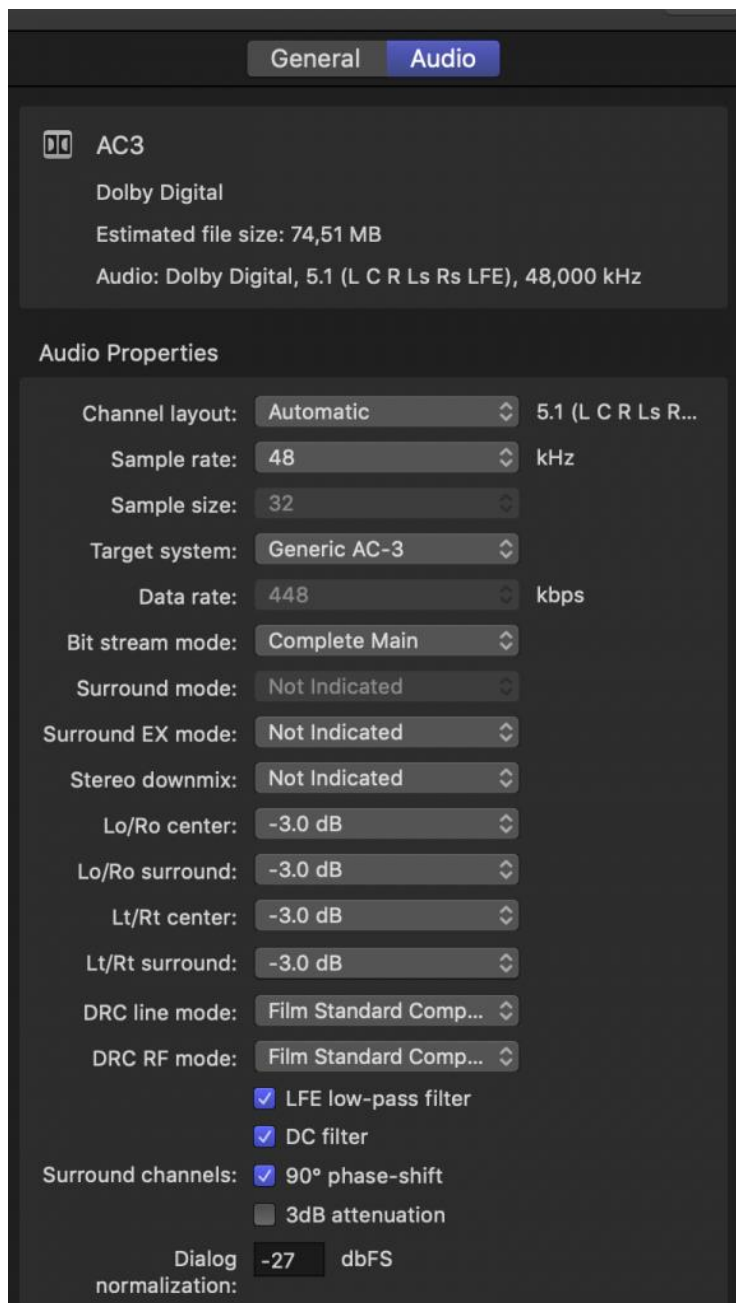 General Audio
AC3
Dolby Digital
Estimated file size: 74,51 MB
Audio: Dolby Digital, 5.1 (L C R Ls Rs LFE), 48,000 kHz
Audio Properties
Channel layout: Automatic 5.1 (L C R Ls R...
Sample rate: 48 kHz
Sample size: 32
Target system: Generic AC-3
Data rate: 448 kbps
Bit stream mode: Complete Main
Surround mode: Not Indicated
Surround EX mode: Not Indicated
Stereo downmix: Not Indicated
Lo/Ro center: -3.0 dB
Lo/Ro surround: -3.0 dB
Lt/Rt center: -3.0 dB
Lt/Rt surround: -3.0 dB
DRC line mode: Film Standard Comp...
DRC RF mode: Film Standard Comp...
LFE low-pass filter
DC filter
Surround channels: 90° phase-shift
3dB attenuation
Dialog -27 dbFS
normalization: